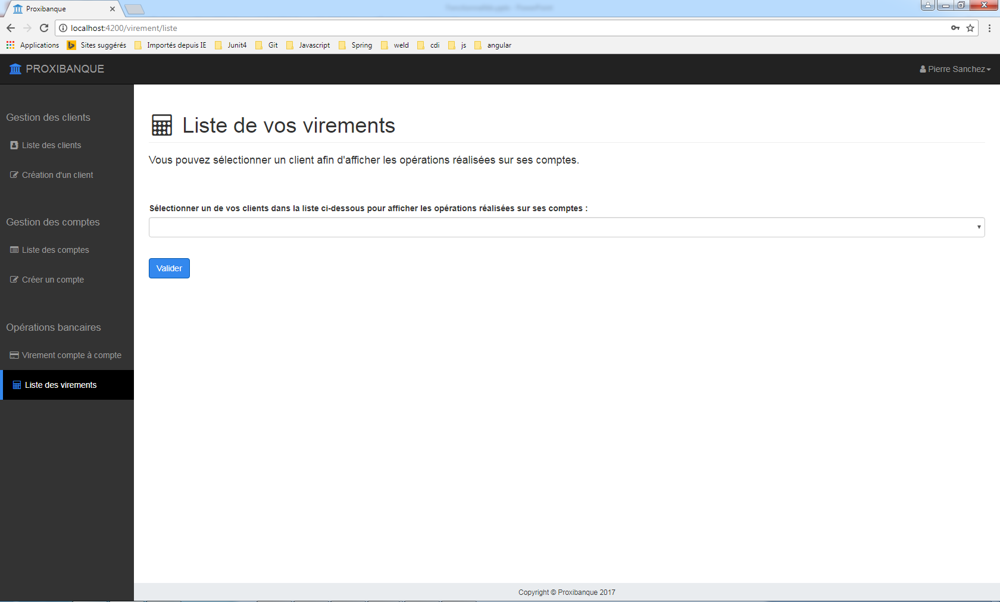 Proxibanque
localhost:4200/virement/liste
Applications Sites suggérés Importés depuis IE Junit4 Git Javascript Spring weld cdi js angular
PROXIBANQUE
Pierre Sanchez
Gestion des clients
Liste des clients
Création d'un client
Gestion des comptes
Liste des comptes
Créer un compte
Opérations bancaires
Virement compte à compte
Liste des virements
Liste de vos virements
Vous pouvez sélectionner un client afin d'afficher les opérations réalisées sur ses comptes.
Sélectionner un de vos clients dans la liste ci-dessous pour afficher les opérations réalisées sur ses comptes :
Valider
Copyright © Proxibanque 2017